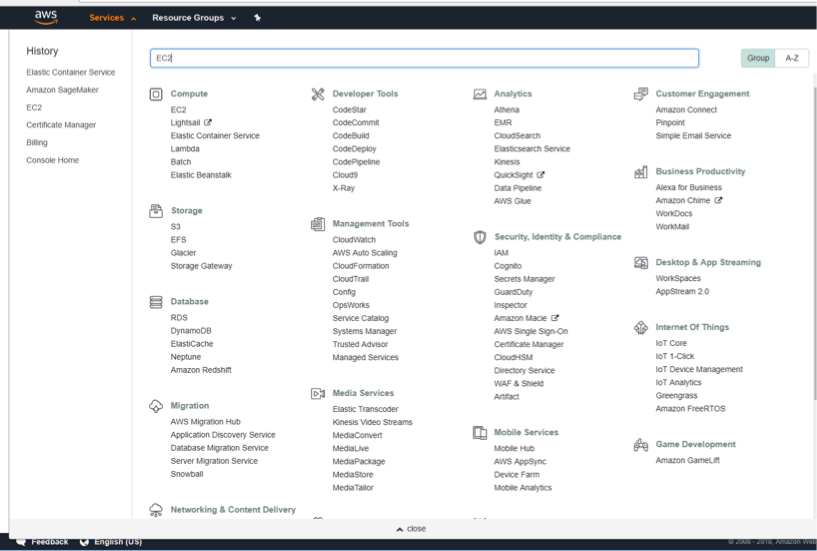 aws
Services
Resource Groups
History
Elastic Container Service
Amazon SageMaker
EC2
Certificate Manager
Billing
Console Home
EC2
Group
A-Z
Compute
EC2
Lightsail
Elastic Container Service
Lambda
Batch
Elastic Beanstalk
Storage
S3
EFS
Glacier
Storage Gateway
Database
RDS
DynamoDB
ElastiCache
Neptune
Amazon Redshift
Migration
AWS Migration Hub
Application Discovery Service
Database Migration Service
Server Migration Service
Snowball
Networking & Content Delivery
Developer Tools
CodeStar
CodeCommit
CodeBuild
CodeDeploy
CodePipeline
Cloud9
X-Ray
Management Tools
CloudWatch
AWS Auto Scaling
CloudFormation
CloudTrail
Config
OpsWorks
Service Catalog
Systems Manager
Trusted Advisor
Managed Services
Media Services
Elastic Transcoder
Kinesis Video Streams
MediaConvert
MediaLive
MediaPackage
MediaStore
MediaTailor
Analytics
Athena
EMR
CloudSearch
Elasticsearch Service
Kinesis
QuickSight
Data Pipeline
AWS Glue
Security, Identity & Compliance
IAM
Cognito
Secrets Manager
GuardDuty
Inspector
Amazon Macie
AWS Single Sign-On
Certificate Manager
CloudHSM
Directory Service
WAF & Shield
Artifact
Mobile Services
Mobile Hub
AWS AppSync
Device Farm
Mobile Analytics
Customer Engagement
Amazon Connect
Pinpoint
Simple Email Service
Business Productivity
Alexa for Business
Amazon Chime
WorkDocs
WorkMail
Desktop & App Streaming
WorkSpaces
AppStream 2.0
Internet Of Things
IoT Core
IoT 1-Click
IoT Device Management
IoT Analytics
Greengrass
Amazon FreeRTOS
Game Development
Amazon GameLift
close
Feedback
English (US)
© 2008 - 2018, Amazon Web